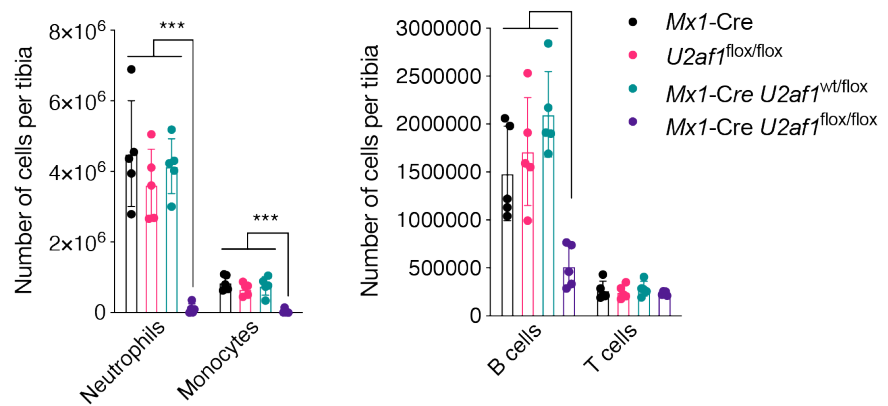 Number of cells per tibia
8×10⁶
6×10⁶
4×10⁶
2×10⁶
0
***
***
Neutrophils
Monocytes
Number of cells per tibia
3000000
2500000
2000000
1500000
1000000
500000
0
B cells
T cells
Mx1-Cre
U2af1flox/flox
Mx1-Cre U2af1wt/flox
Mx1-Cre U2af1flox/flox